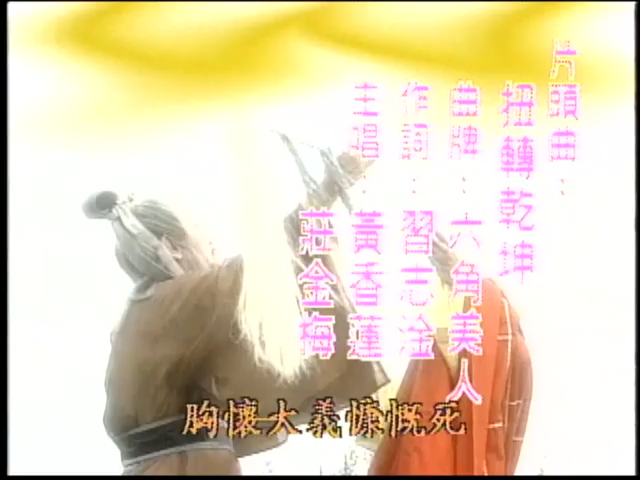 片頭曲：
扭轉乾坤
曲牌：六角美人
作詞：習志淦
主唱：黃香蓮
莊金梅
胸懷大義慷慨死